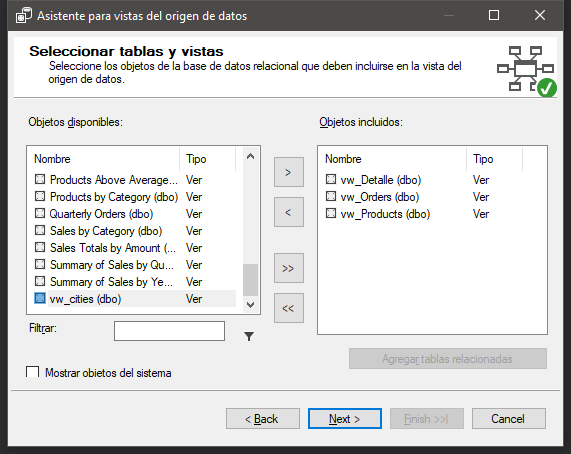 Asistente para vistas del origen de datos
Seleccionar tablas y vistas
Seleccione los objetos de la base de datos relacional que deben incluirse en la vista del
origen de datos.
Objetos disponibles:
Nombre Tipo
Products Above Average... Ver
Products by Category (dbo) Ver
Quarterly Orders (dbo) Ver
Sales by Category (dbo) Ver
Sales Totals by Amount (... Ver
Summary of Sales by Qu... Ver
Summary of Sales by Ye... Ver
vw_cities (dbo) Ver
Filtrar:
Mostrar objetos del sistema
>
<
>>
<<
Objetos incluidos:
Nombre Tipo
vw_Detalle (dbo) Ver
vw_Orders (dbo) Ver
vw_Products (dbo) Ver
Agregar tablas relacionadas
< Back
Next >
Finish >>|
Cancel